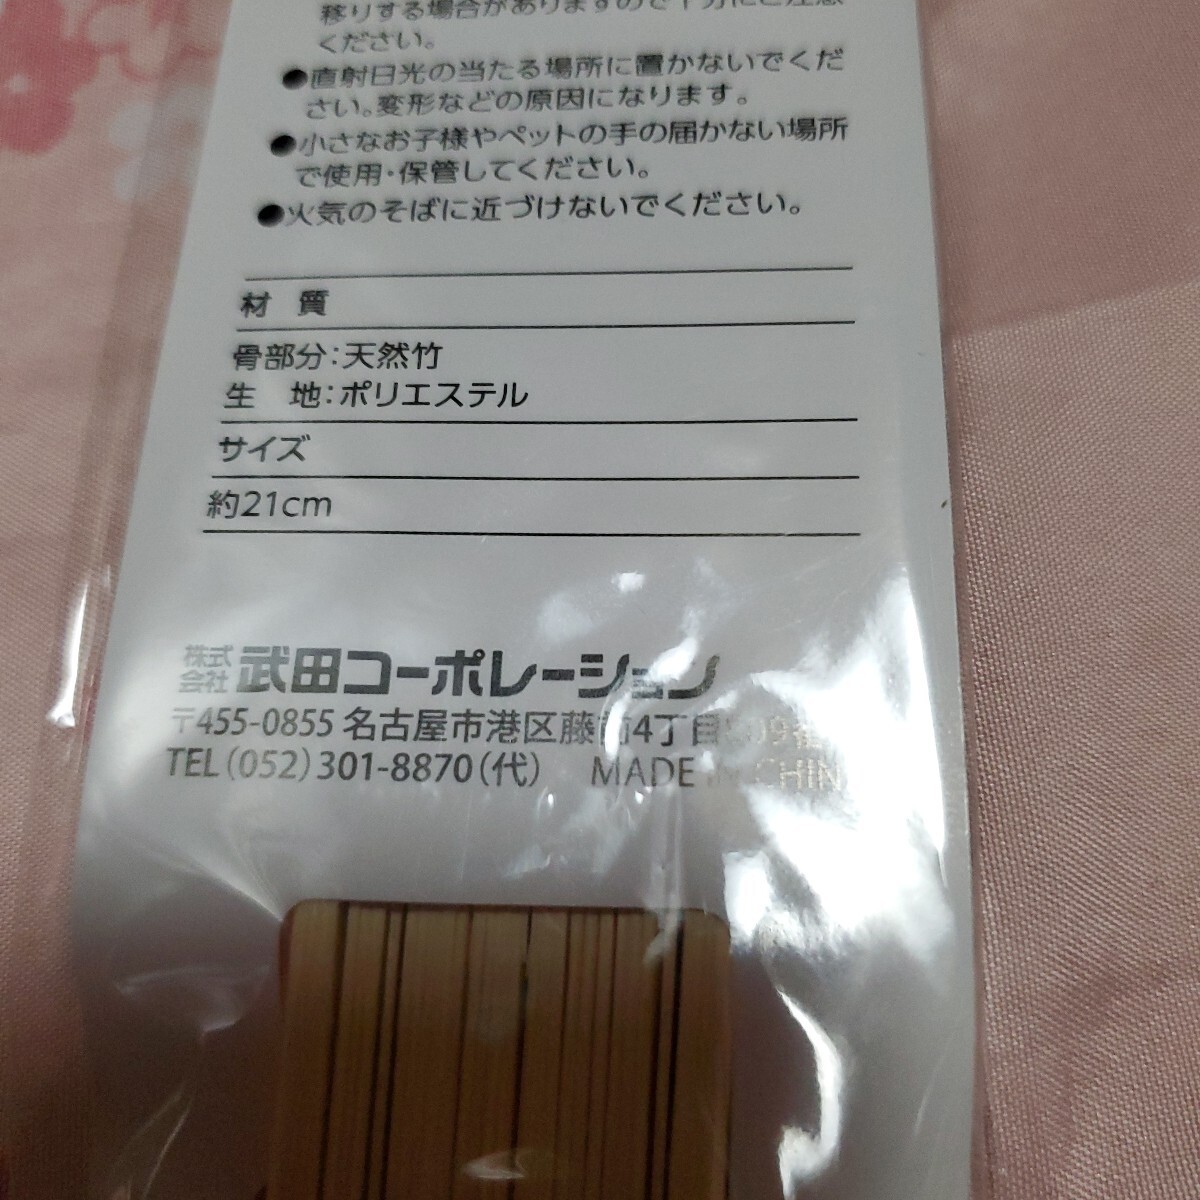 移りする場合がありますので十分にご注意
ください。
●直射日光の当たる場所に置かないでくだ
さい。変形などの原因になります。
●小さなお子様やペットの手の届かない場所
で使用・保管してください。
●火気のそばに近づけないでください。
材　質
骨部分：天然竹
生　地：ポリエステル
サイズ
約21cm
株式会社 武田コーポレーション
〒455-0855 名古屋市港区藤前4丁目
TEL (052) 301-8870 (代)　MADE IN CHINA